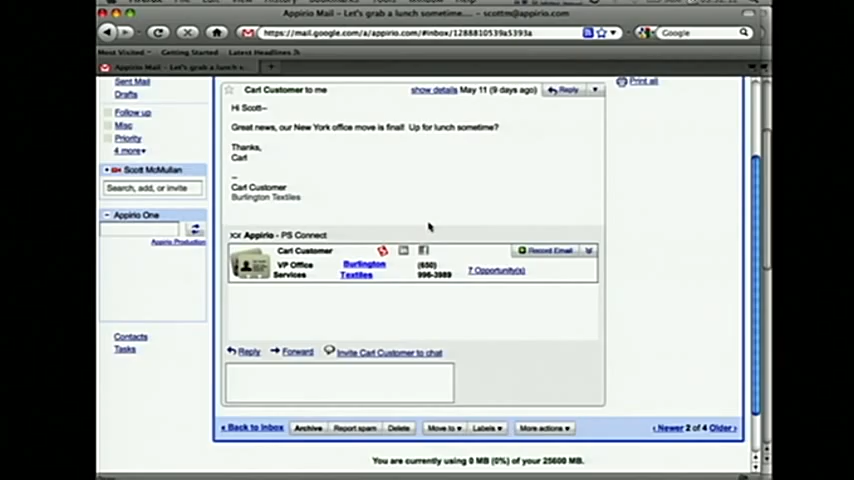 Appirio Mail – Let's grab a lunch sometime.... – scottm@appirio.com
https://mail.google.com/a/appirio.com/#inbox/1288810539a5393a
Google
Most Visited Getting Started Latest Headlines
Appirio Mail – Let's grab a lunch s...
Sent Mail
Drafts
Follow up
Misc
Priority
4 more
Scott McMullan
Search, add, or invite
Appirio One
Appirio Production
Contacts
Tasks
Carl Customer to me show details May 11 (9 days ago) Reply
Print all
Hi Scott--
Great news, our New York office move is final! Up for lunch sometime?
Thanks,
Carl
--
Carl Customer
Burlington Textiles
Appirio - PS Connect
Carl Customer Record Email
VP Office Services
Burlington Textiles
(650) 996-3989
7 Opportunity(s)
Reply Forward Invite Carl Customer to chat
« Back to Inbox Archive Report spam Delete Move to Labels More actions ‹ Newer 2 of 4 Older ›
You are currently using 0 MB (0%) of your 25600 MB.